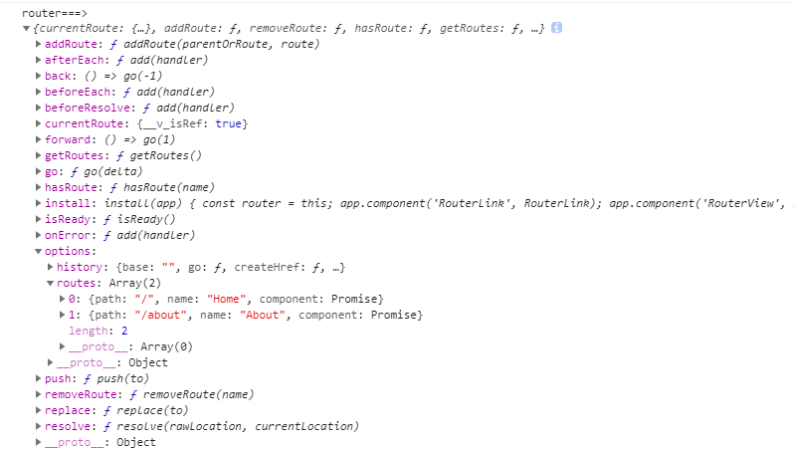 router===>
▼{currentRoute: {…}, addRoute: ƒ, removeRoute: ƒ, hasRoute: ƒ, getRoutes: ƒ, …} i
▶addRoute: ƒ addRoute(parentOrRoute, route)
▶afterEach: ƒ add(handler)
▶back: () => go(-1)
▶beforeEach: ƒ add(handler)
▶beforeResolve: ƒ add(handler)
▶currentRoute: {__v_isRef: true}
▶forward: () => go(1)
▶getRoutes: ƒ getRoutes()
▶go: ƒ go(delta)
▶hasRoute: ƒ hasRoute(name)
▶install: install(app) { const router = this; app.component('RouterLink', RouterLink); app.component('RouterView',
▶isReady: ƒ isReady()
▶onError: ƒ add(handler)
▼options:
▶history: {base: "", go: ƒ, createHref: ƒ, …}
▼routes: Array(2)
▶0: {path: "/", name: "Home", component: Promise}
▶1: {path: "/about", name: "About", component: Promise}
length: 2
▶__proto__: Array(0)
▶__proto__: Object
▶push: ƒ push(to)
▶removeRoute: ƒ removeRoute(name)
▶replace: ƒ replace(to)
▶resolve: ƒ resolve(rawLocation, currentLocation)
▶__proto__: Object